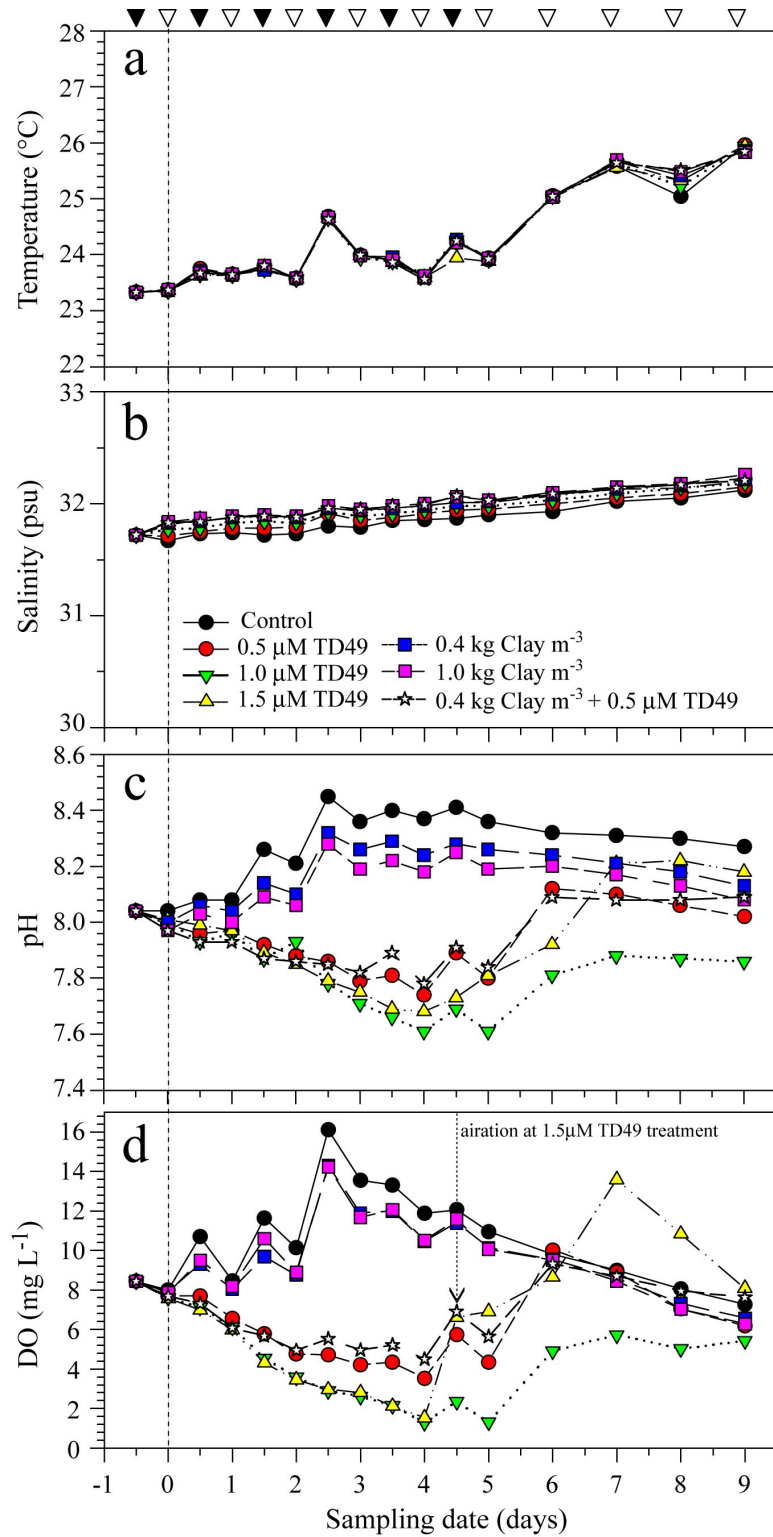 a
28
27
26
25
24
23
22
Temperature (°C)
b
33
32
31
30
Salinity (psu)
Control
0.5 µM TD49
1.0 µM TD49
1.5 µM TD49
0.4 kg Clay m⁻³
1.0 kg Clay m⁻³
0.4 kg Clay m⁻³ + 0.5 µM TD49
c
8.6
8.4
8.2
8.0
7.8
7.6
7.4
pH
d
airation at 1.5µM TD49 treatment
16
14
12
10
8
6
4
2
0
DO (mg L⁻¹)
-1 0 1 2 3 4 5 6 7 8 9
Sampling date (days)